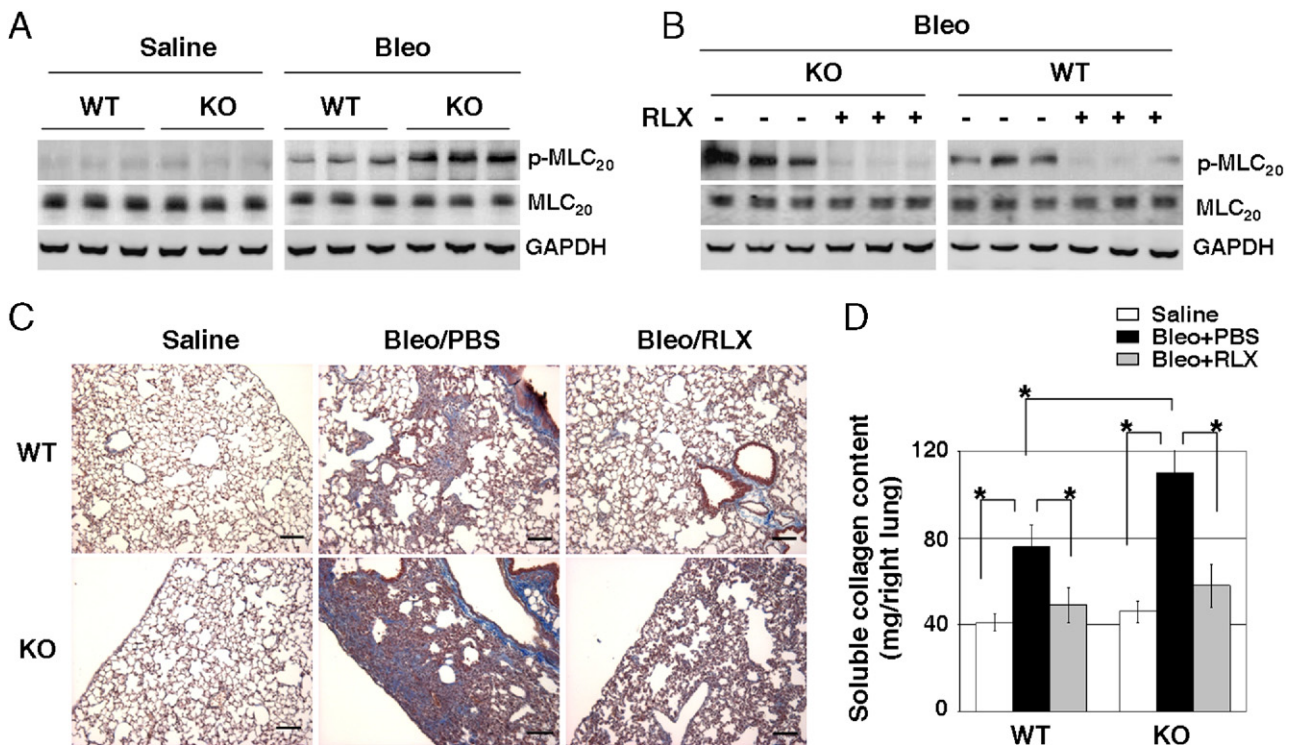 A
Saline
Bleo
WT
KO
WT
KO
p-MLC20
MLC20
GAPDH
B
Bleo
KO
WT
RLX - - - + + + - - - + + +
p-MLC20
MLC20
GAPDH
C
Saline
Bleo/PBS
Bleo/RLX
WT
KO
D
Saline
Bleo+PBS
Bleo+RLX
Soluble collagen content
(mg/right lung)
120
80
40
0
* * * * *
WT
KO